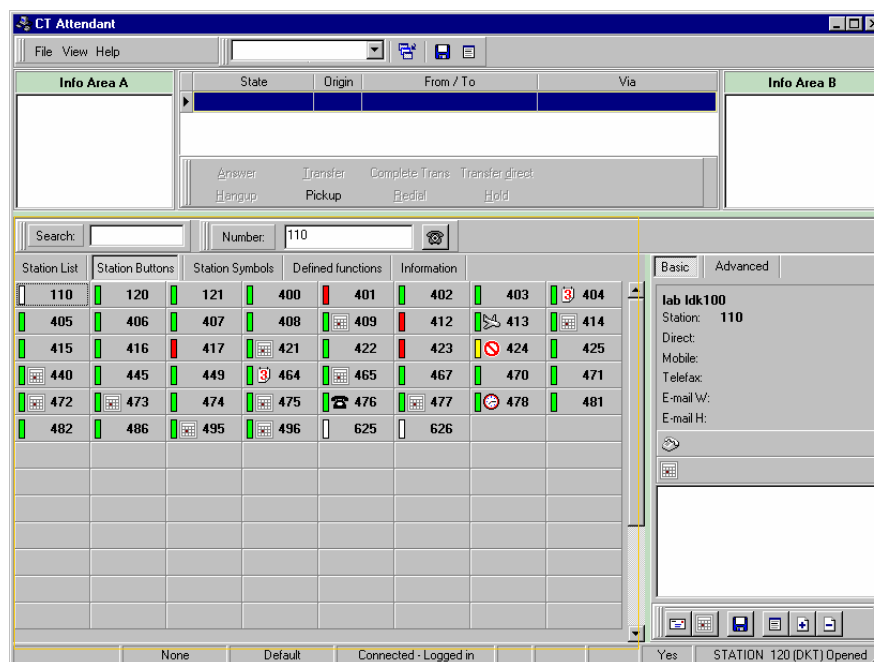 CT Attendant
File View Help
Info Area A
State Origin From / To Via
Info Area B
Answer Transfer Complete Trans Transfer direct
Hangup Pickup Redial Hold
Search: Number: 110
Station List Station Buttons Station Symbols Defined functions Information
Basic Advanced
110 120 121 400 401 402 403 3 404
405 406 407 408 409 412 413 414
415 416 417 421 422 423 424 425
440 445 449 3 464 465 467 470 471
472 473 474 475 476 477 478 481
482 486 495 496 625 626
lab ldk100
Station: 110
Direct:
Mobile:
Telefax:
E-mail W:
E-mail H:
None Default Connected - Logged in Yes STATION 120 (DKT) Opened